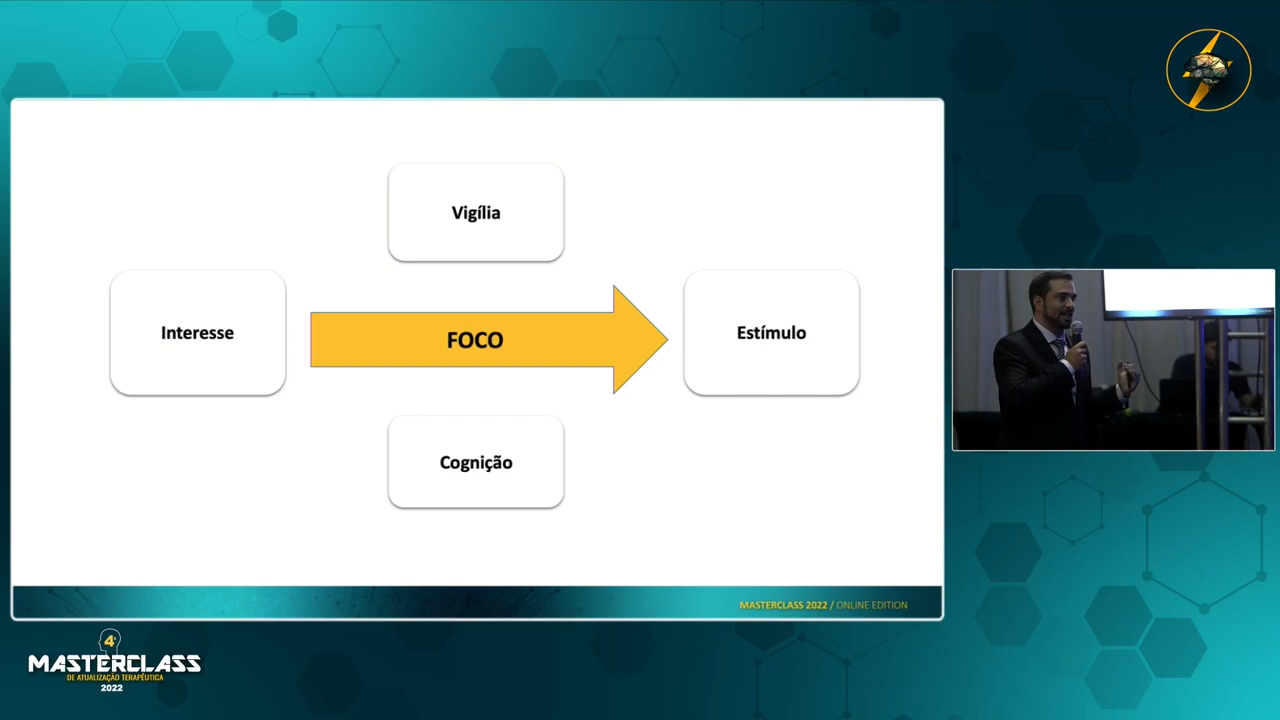 Vigília
Interesse
FOCO
Estímulo
Cognição
MASTERCLASS 2022 / ONLINE EDITION
4ª
MASTERCLASS
DE ATUALIZAÇÃO TERAPÊUTICA
2022